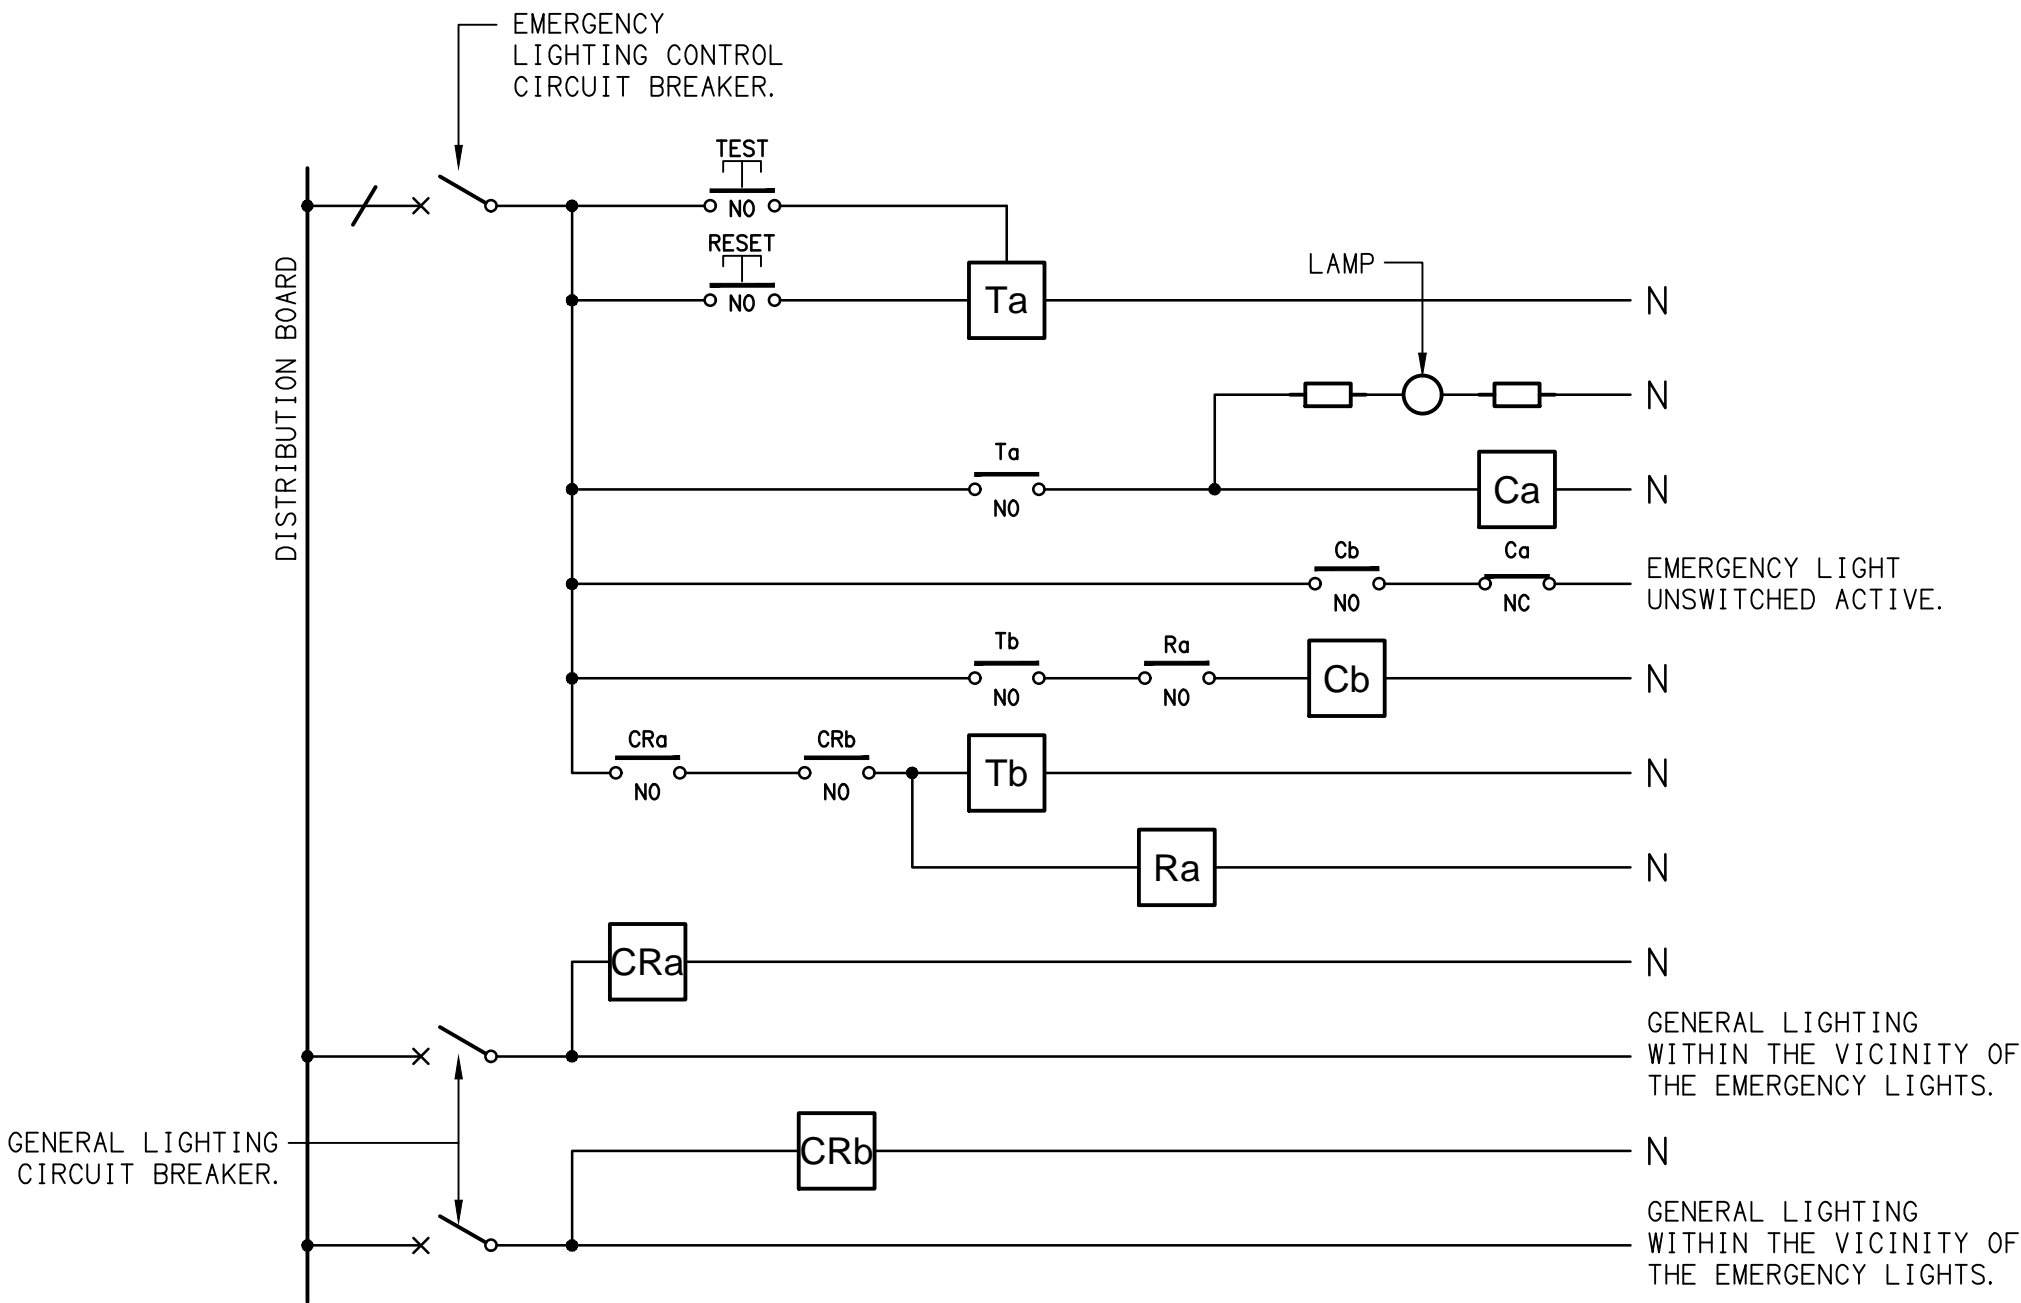 EMERGENCY
LIGHTING CONTROL
CIRCUIT BREAKER.
TEST
NO
RESET
NO
Ta
N
LAMP
N
DISTRIBUTION BOARD
Ta
NO
Ca
N
Cb
NO
Ca
NC
EMERGENCY LIGHT
UNSWITCHED ACTIVE.
Tb
NO
Ra
NO
Cb
N
CRa
NO
CRb
NO
Tb
N
Ra
N
CRa
N
GENERAL LIGHTING
WITHIN THE VICINITY OF
THE EMERGENCY LIGHTS.
GENERAL LIGHTING
CIRCUIT BREAKER.
CRb
N
GENERAL LIGHTING
WITHIN THE VICINITY OF
THE EMERGENCY LIGHTS.